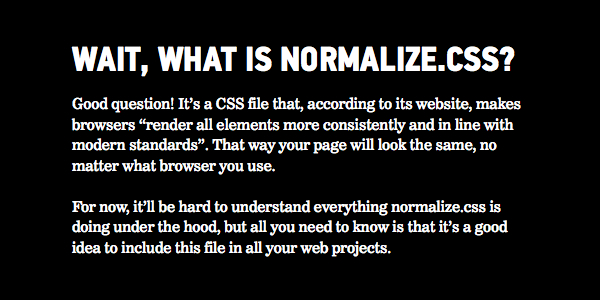 WAIT, WHAT IS NORMALIZE.CSS?
Good question! It’s a CSS file that, according to its website, makes
browsers “render all elements more consistently and in line with
modern standards”. That way your page will look the same, no
matter what browser you use.
For now, it’ll be hard to understand everything normalize.css is
doing under the hood, but all you need to know is that it’s a good
idea to include this file in all your web projects.